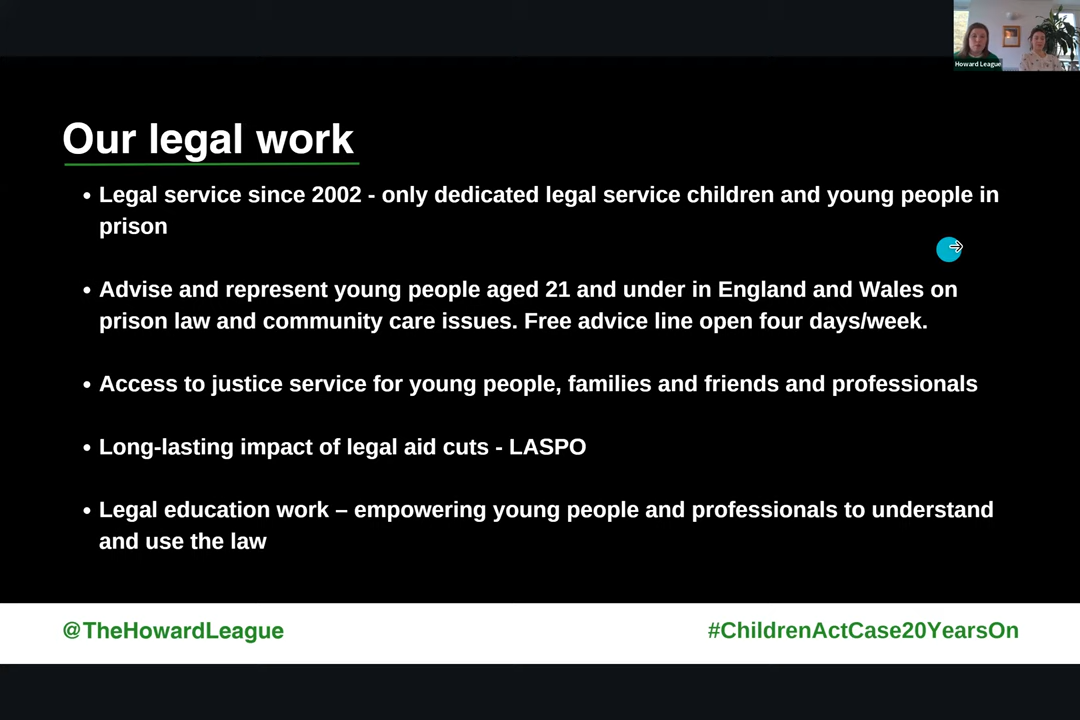 Howard League
Our legal work
• Legal service since 2002 - only dedicated legal service children and young people in
prison
• Advise and represent young people aged 21 and under in England and Wales on
prison law and community care issues. Free advice line open four days/week.
• Access to justice service for young people, families and friends and professionals
• Long-lasting impact of legal aid cuts - LASPO
• Legal education work – empowering young people and professionals to understand
and use the law
@TheHowardLeague
#ChildrenActCase20YearsOn